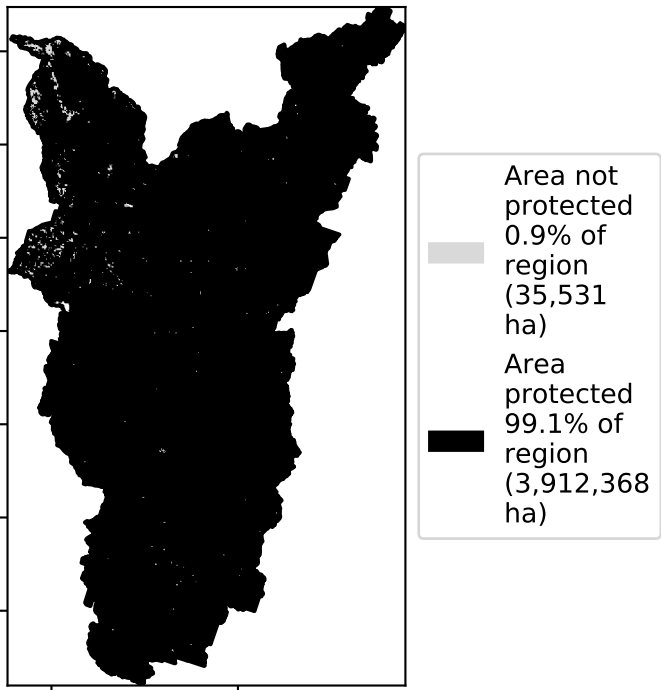 Area not
protected
0.9% of
region
(35,531
ha)
Area
protected
99.1% of
region
(3,912,368
ha)